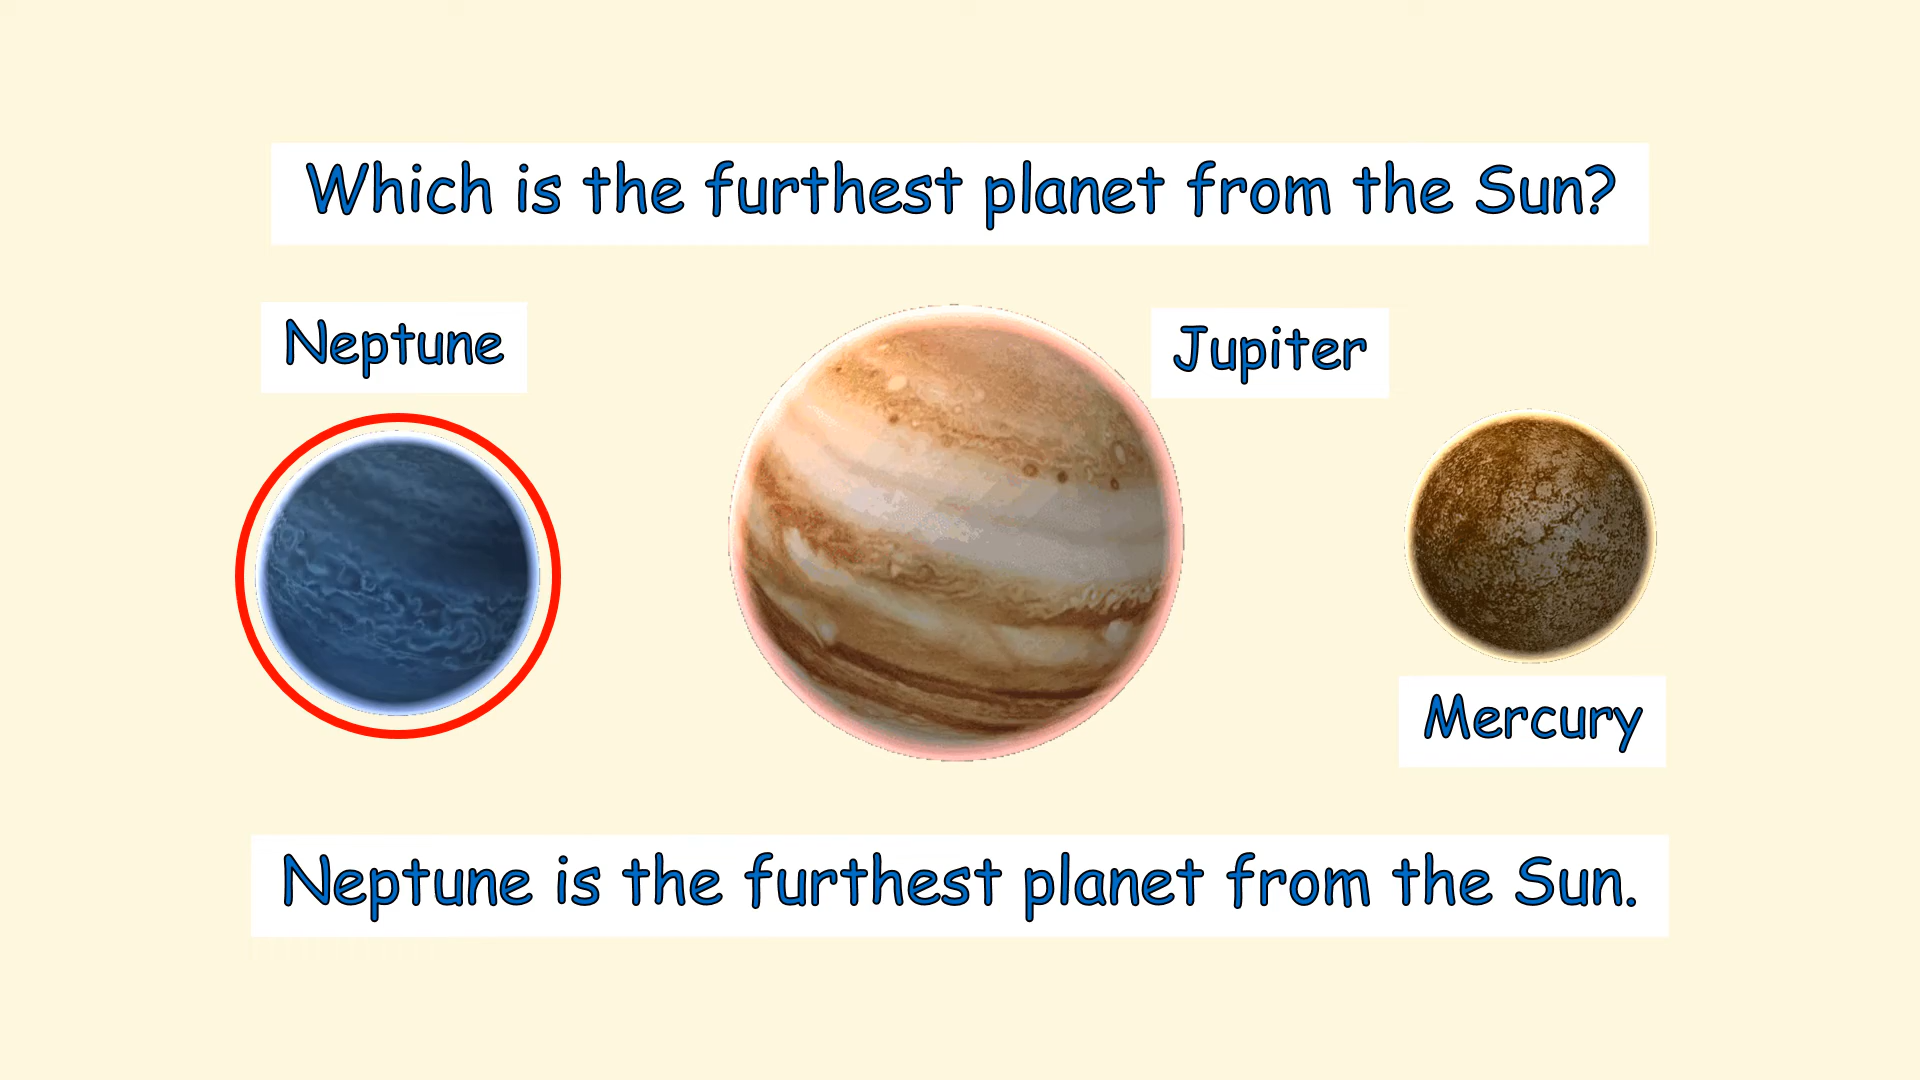 Which is the furthest planet from the Sun?
Neptune
Jupiter
Mercury
Neptune is the furthest planet from the Sun.